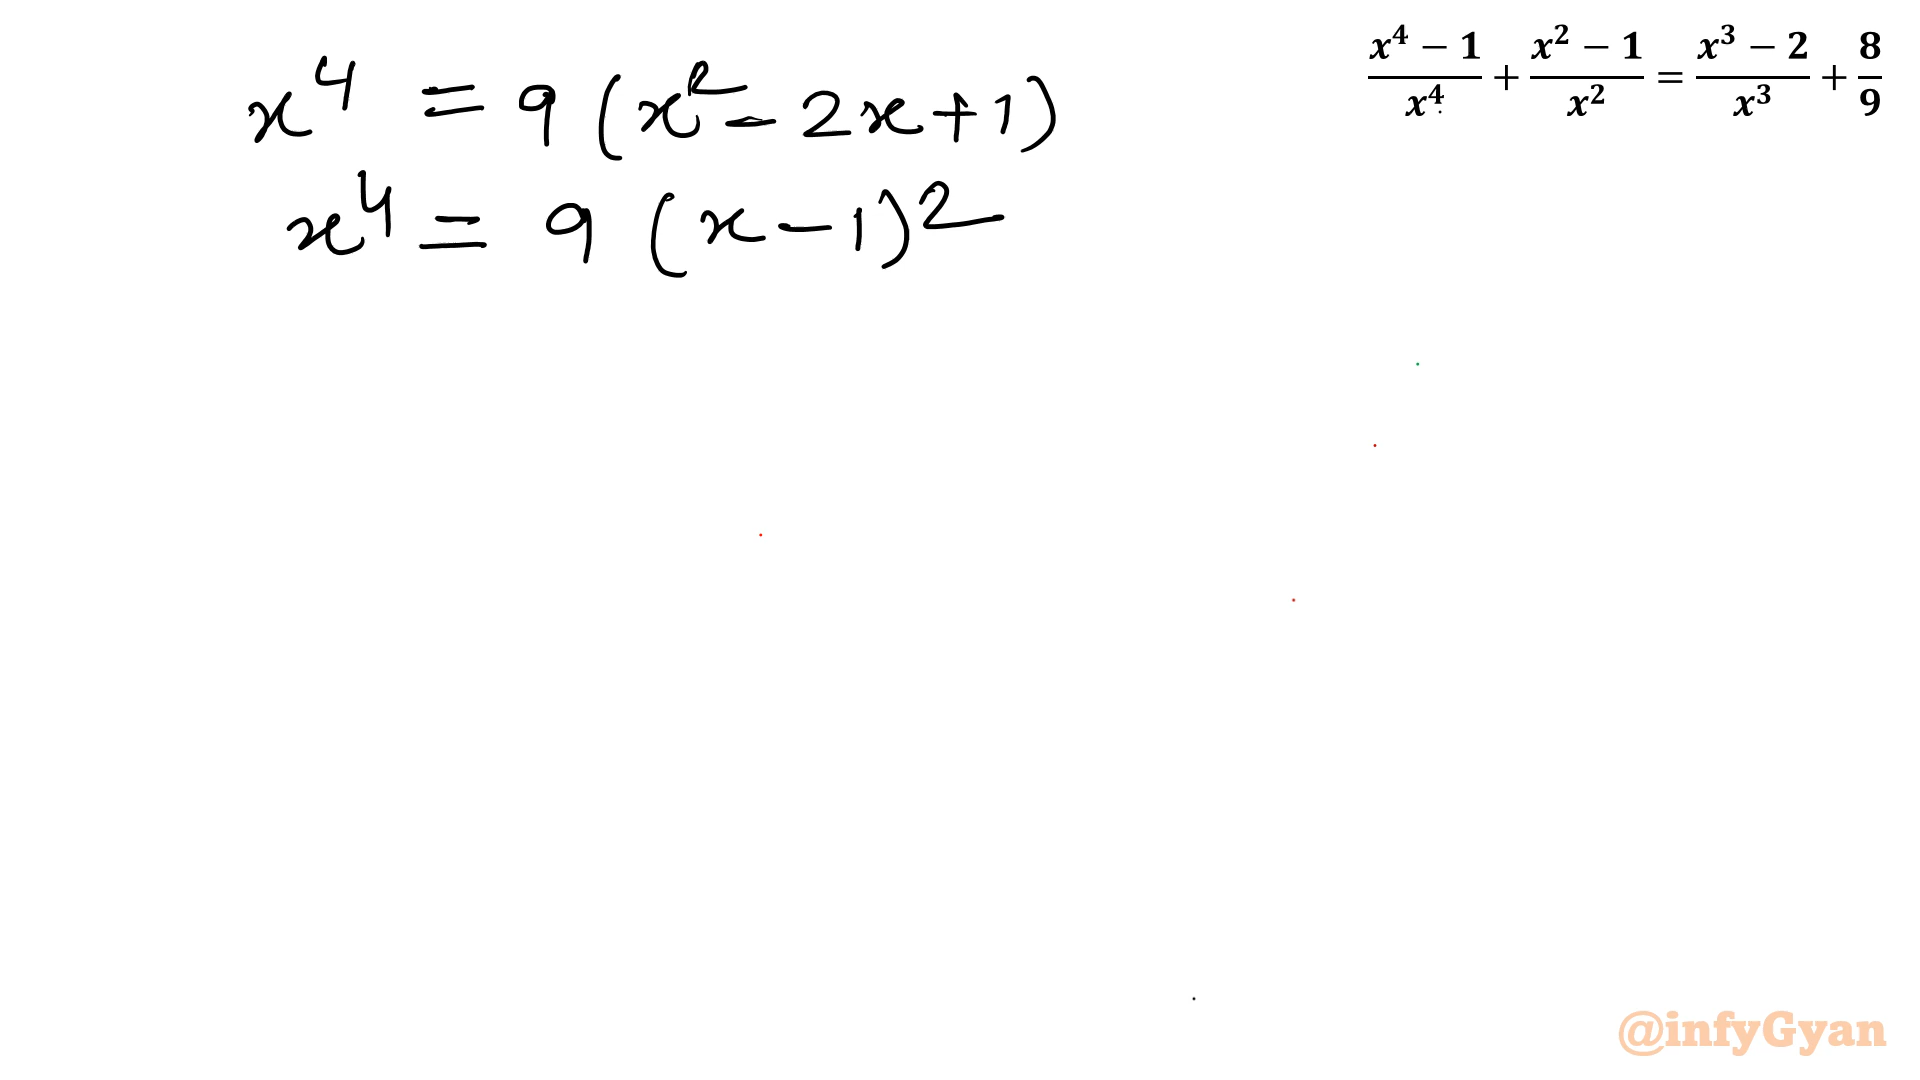 x⁴ = 9 (x² - 2x + 1)
x⁴ = 9 (x - 1)²
(x⁴ − 1)/x⁴ + (x² − 1)/x² = (x³ − 2)/x³ + 8/9
@infyGyan